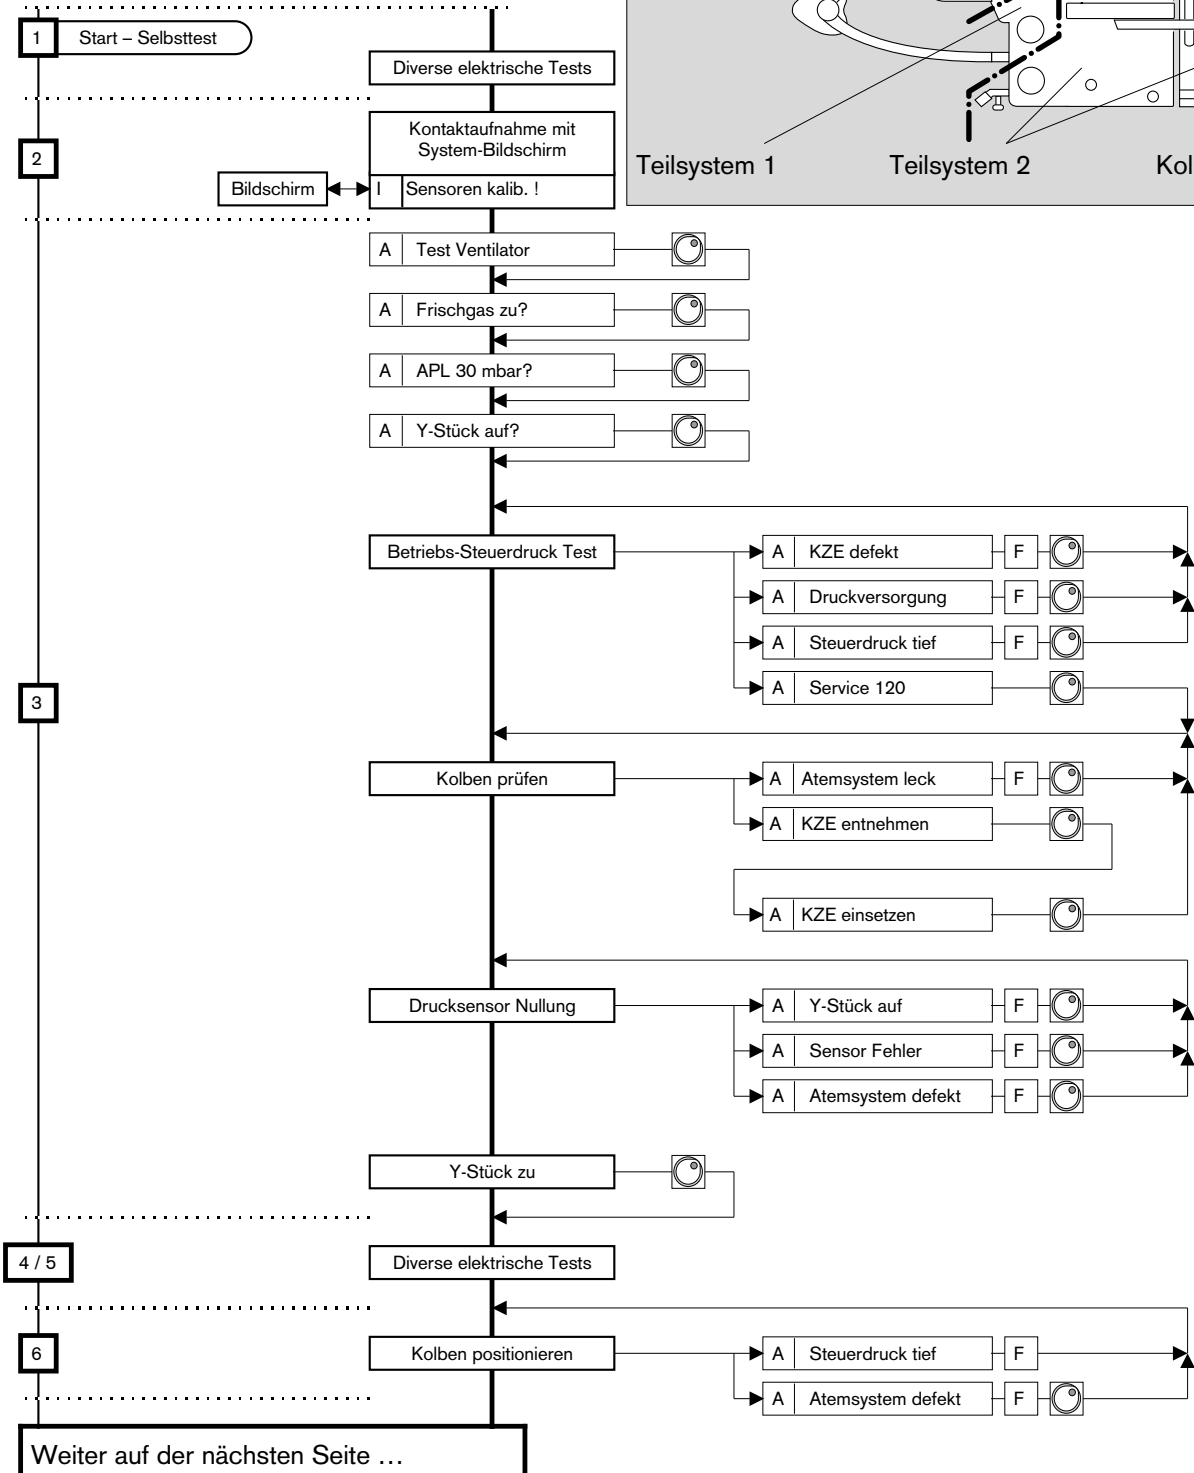 1 Start – Selbsttest
Diverse elektrische Tests
Teilsystem 1 Teilsystem 2 Kol
2
Kontaktaufnahme mit
System-Bildschirm
Bildschirm I Sensoren kalib. !
A Test Ventilator
A Frischgas zu?
A APL 30 mbar?
A Y-Stück auf?
3
Betriebs-Steuerdruck Test A KZE defekt F
A Druckversorgung F
A Steuerdruck tief F
A Service 120
Kolben prüfen A Atemsystem leck F
A KZE entnehmen
A KZE einsetzen
Drucksensor Nullung A Y-Stück auf F
A Sensor Fehler F
A Atemsystem defekt F
Y-Stück zu
4 / 5 Diverse elektrische Tests
6 Kolben positionieren A Steuerdruck tief F
A Atemsystem defekt F
Weiter auf der nächsten Seite …